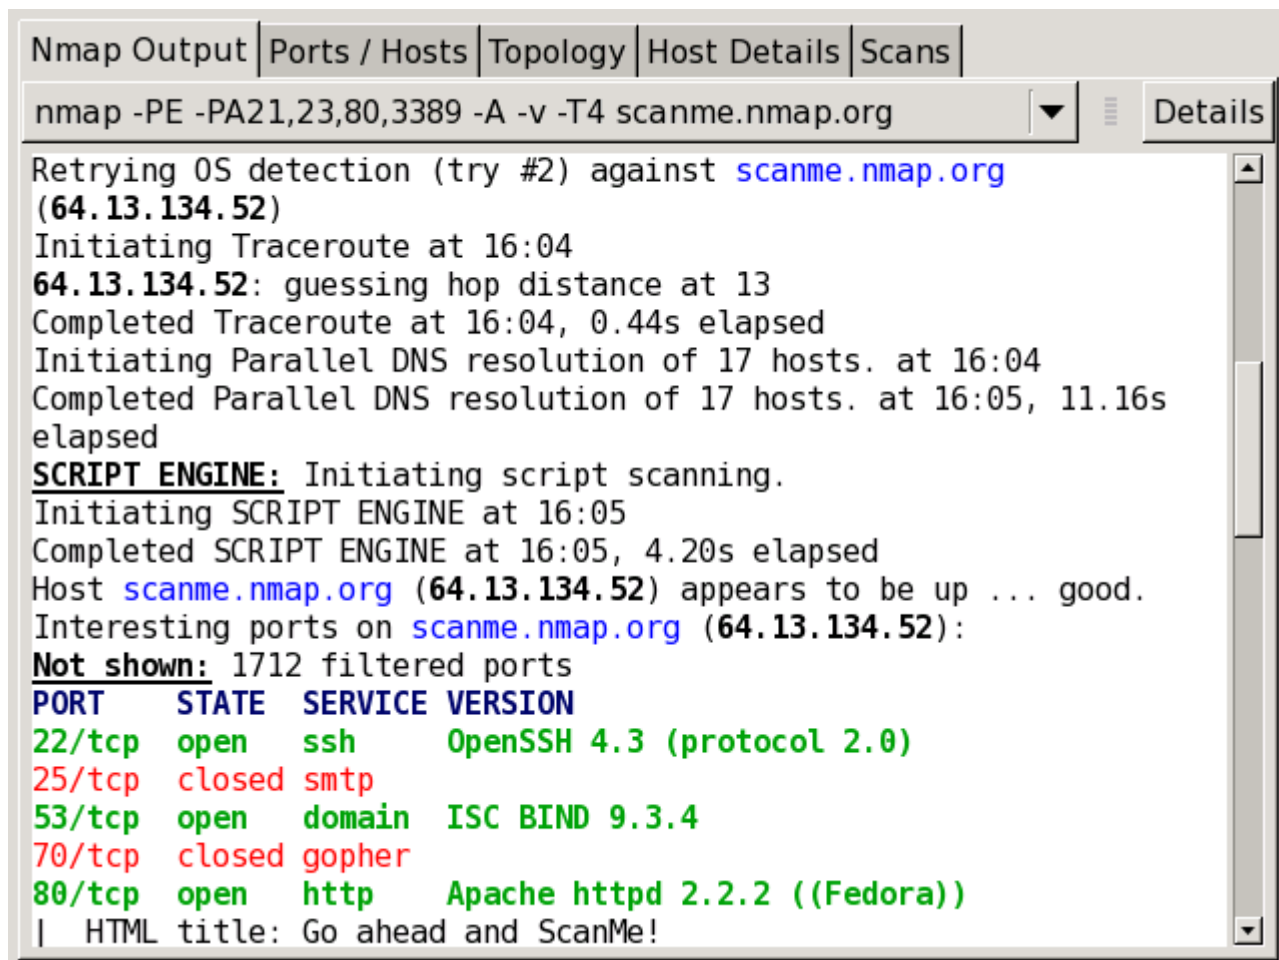 Nmap Output Ports / Hosts Topology Host Details Scans
nmap -PE -PA21,23,80,3389 -A -v -T4 scanme.nmap.org Details
Retrying OS detection (try #2) against scanme.nmap.org
(64.13.134.52)
Initiating Traceroute at 16:04
64.13.134.52: guessing hop distance at 13
Completed Traceroute at 16:04, 0.44s elapsed
Initiating Parallel DNS resolution of 17 hosts. at 16:04
Completed Parallel DNS resolution of 17 hosts. at 16:05, 11.16s
elapsed
SCRIPT ENGINE: Initiating script scanning.
Initiating SCRIPT ENGINE at 16:05
Completed SCRIPT ENGINE at 16:05, 4.20s elapsed
Host scanme.nmap.org (64.13.134.52) appears to be up ... good.
Interesting ports on scanme.nmap.org (64.13.134.52):
Not shown: 1712 filtered ports
PORT    STATE  SERVICE VERSION
22/tcp  open   ssh     OpenSSH 4.3 (protocol 2.0)
25/tcp  closed smtp
53/tcp  open   domain  ISC BIND 9.3.4
70/tcp  closed gopher
80/tcp  open   http    Apache httpd 2.2.2 ((Fedora))
|  HTML title: Go ahead and ScanMe!